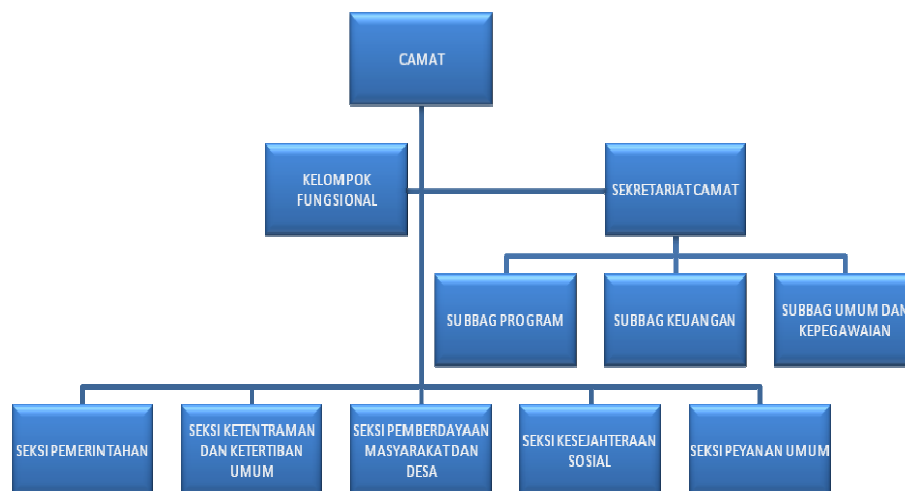 CAMAT
KELOMPOK
FUNGSIONAL
SEKRETARIAT CAMAT
SUBBAG PROGRAM
SUBBAG KEUANGAN
SUBBAG UMUM DAN
KEPEGAWAIAN
SEKSI PEMERINTAHAN
SEKSI KETENTRAMAN
DAN KETERTIBAN
UMUM
SEKSI PEMBERDAYAAN
MASYARAKAT DAN
DESA
SEKSI KESEJAHTERAAN
SOSIAL
SEKSI PEYANAN UMUM